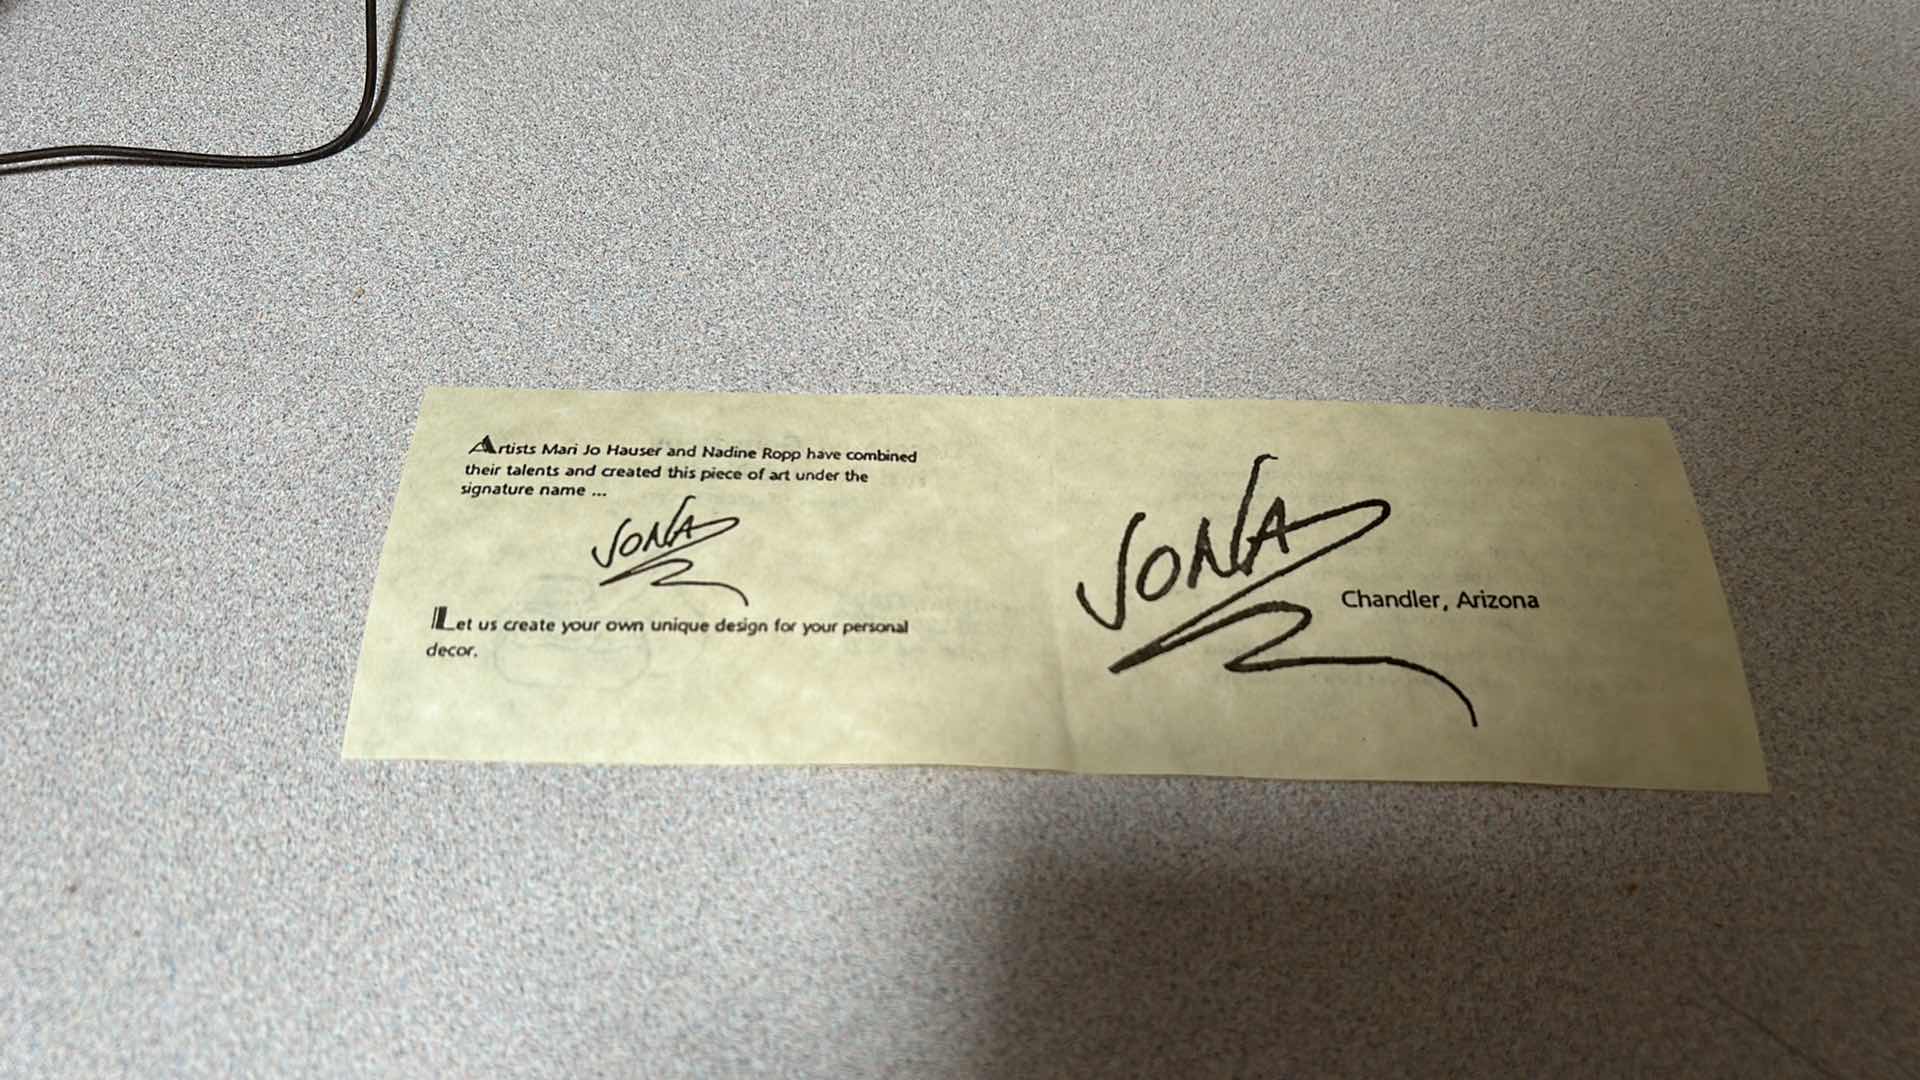 Artists Mari Jo Hauser and Nadine Ropp have combined
their talents and created this piece of art under the
signature name ...
JONA
Let us create your own unique design for your personal
decor.
JONA
Chandler, Arizona